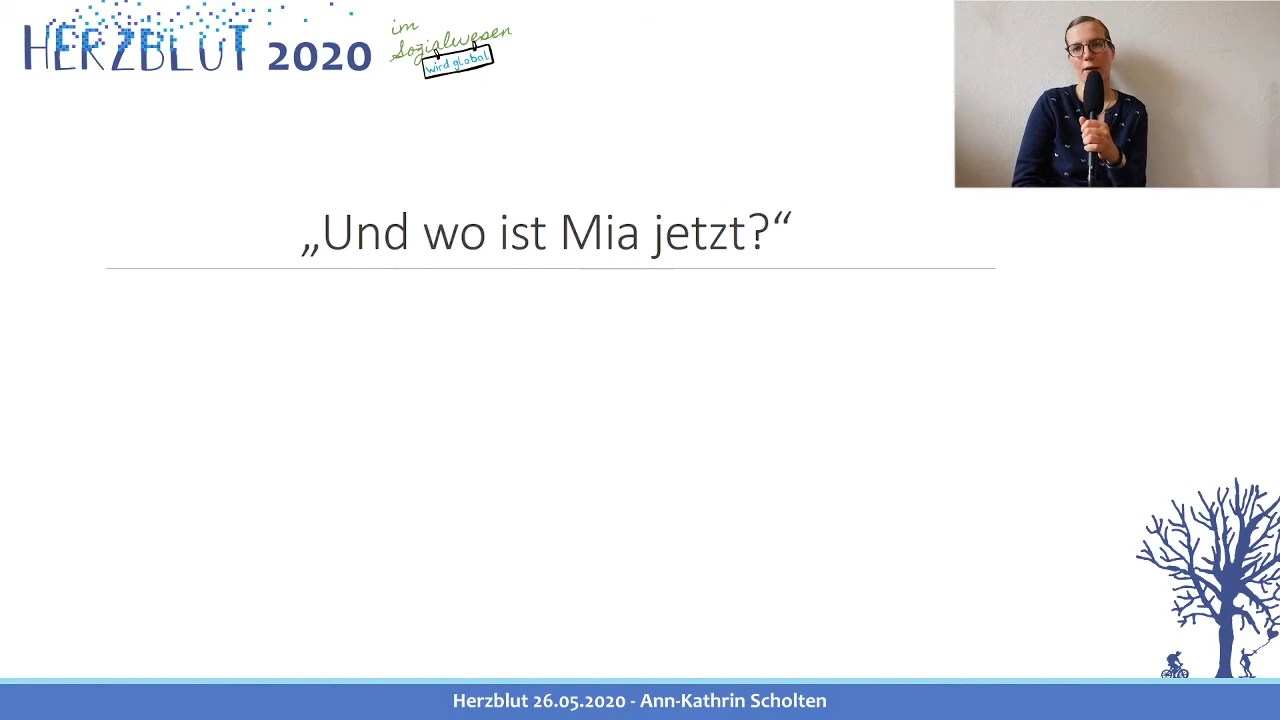 HERZBLUT 2020
im
Sozialwesen
wird global
„Und wo ist Mia jetzt?“
Herzblut 26.05.2020 - Ann-Kathrin Scholten